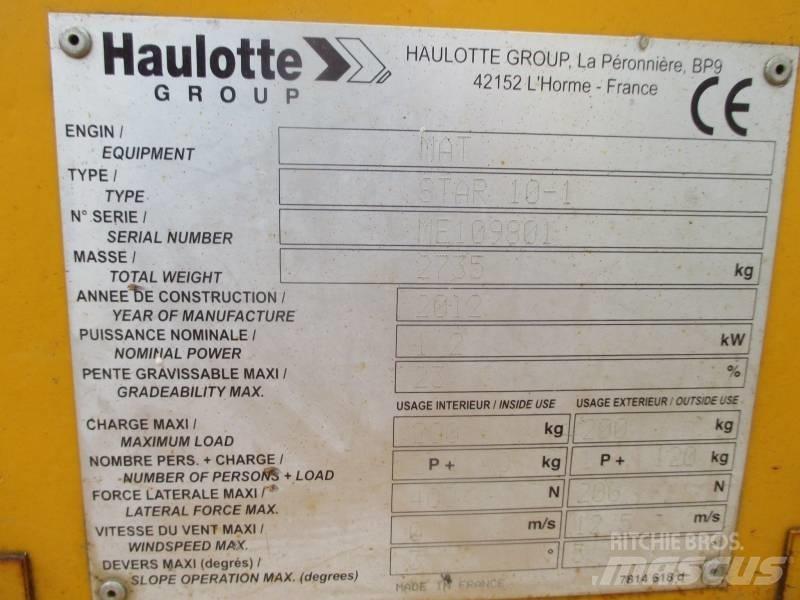 Haulotte
GROUP
HAULOTTE GROUP, La Péronnière, BP9
42152 L'Horme - France
CE
ENGIN /
EQUIPMENT
MAT
TYPE /
TYPE
STAR 10-1
N° SERIE /
SERIAL NUMBER
ME109801
MASSE /
TOTAL WEIGHT
2735 kg
ANNEE DE CONSTRUCTION /
YEAR OF MANUFACTURE
2012
PUISSANCE NOMINALE /
NOMINAL POWER
kW
PENTE GRAVISSABLE MAXI /
GRADEABILITY MAX.
%
USAGE INTERIEUR / INSIDE USE USAGE EXTERIEUR / OUTSIDE USE
CHARGE MAXI /
MAXIMUM LOAD
kg 200 kg
NOMBRE PERS. + CHARGE /
NUMBER OF PERSONS + LOAD
P + kg P + 120 kg
FORCE LATERALE MAXI /
LATERAL FORCE MAX.
N N
VITESSE DU VENT MAXI /
WINDSPEED MAX.
0 m/s 12.5 m/s
DEVERS MAXI (degrés) /
SLOPE OPERATION MAX. (degrees)
°
MADE IN FRANCE
7814 618 d
RITCHIE BROS.
mascus